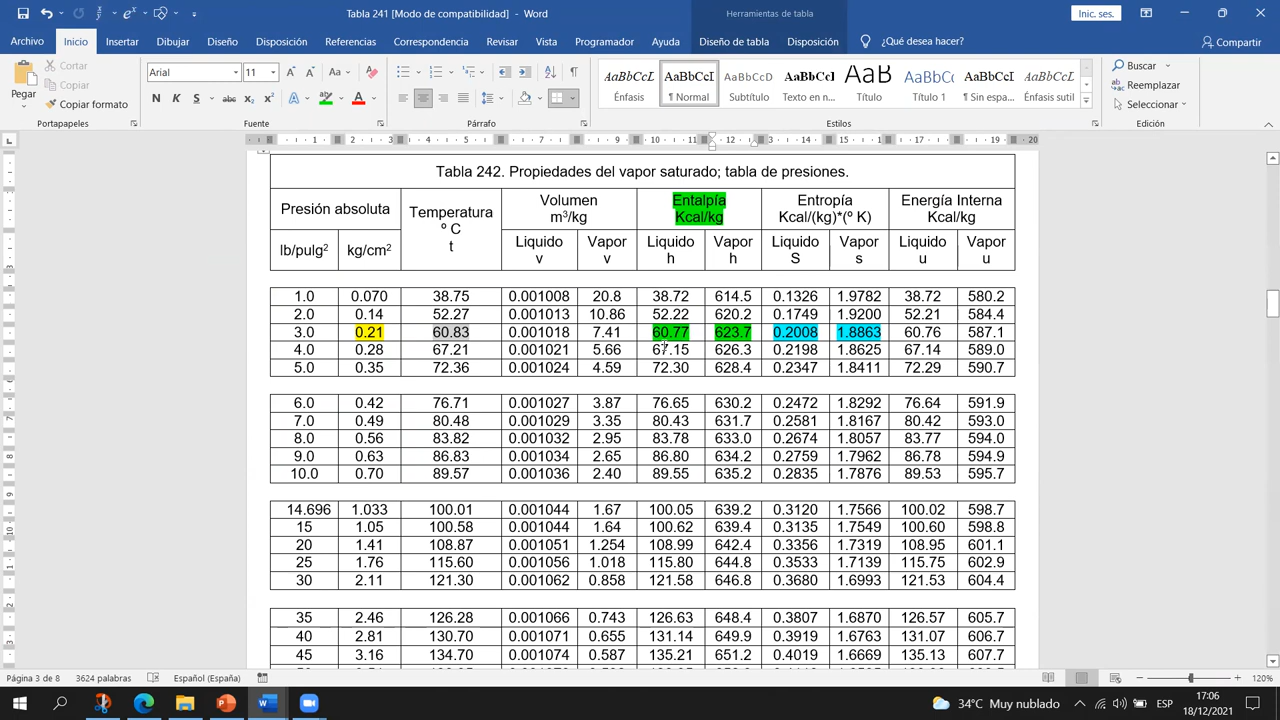 Tabla 241 [Modo de compatibilidad] - Word
Herramientas de tabla
Inic. ses.
Archivo Inicio Insertar Dibujar Diseño Disposición Referencias Correspondencia Revisar Vista Programador Ayuda Diseño de tabla Disposición ¿Qué desea hacer? Compartir
Pegar
Cortar
Copiar
Copiar formato
Portapapeles
Arial 11
Aa
N K S abc x₂ x² A A
Fuente
Párrafo
AaBbCcL Énfasis
AaBbCcI ¶ Normal
AaBbCcD Subtítulo
AaBbCcI Texto en n...
AaB Título
AaBbC Título 1
AaBbCcI ¶ Sin espa...
AaBbCcL Énfasis sutil
Estilos
Buscar
Reemplazar
Seleccionar
Edición
Tabla 242. Propiedades del vapor saturado; tabla de presiones.
Presión absoluta
Temperatura º C t
Volumen m³/kg
Entalpía Kcal/kg
Entropía Kcal/(kg)*(º K)
Energía Interna Kcal/kg
lb/pulg² kg/cm² Liquido v Vapor v Liquido h Vapor h Liquido S Vapor s Liquido u Vapor u
1.0 0.070 38.75 0.001008 20.8 38.72 614.5 0.1326 1.9782 38.72 580.2
2.0 0.14 52.27 0.001013 10.86 52.22 620.2 0.1749 1.9200 52.21 584.4
3.0 0.21 60.83 0.001018 7.41 60.77 623.7 0.2008 1.8863 60.76 587.1
4.0 0.28 67.21 0.001021 5.66 67.15 626.3 0.2198 1.8625 67.14 589.0
5.0 0.35 72.36 0.001024 4.59 72.30 628.4 0.2347 1.8411 72.29 590.7
6.0 0.42 76.71 0.001027 3.87 76.65 630.2 0.2472 1.8292 76.64 591.9
7.0 0.49 80.48 0.001029 3.35 80.43 631.7 0.2581 1.8167 80.42 593.0
8.0 0.56 83.82 0.001032 2.95 83.78 633.0 0.2674 1.8057 83.77 594.0
9.0 0.63 86.83 0.001034 2.65 86.80 634.2 0.2759 1.7962 86.78 594.9
10.0 0.70 89.57 0.001036 2.40 89.55 635.2 0.2835 1.7876 89.53 595.7
14.696 1.033 100.01 0.001044 1.67 100.05 639.2 0.3120 1.7566 100.02 598.7
15 1.05 100.58 0.001044 1.64 100.62 639.4 0.3135 1.7549 100.60 598.8
20 1.41 108.87 0.001051 1.254 108.99 642.4 0.3356 1.7319 108.95 601.1
25 1.76 115.60 0.001056 1.018 115.80 644.8 0.3533 1.7139 115.75 602.9
30 2.11 121.30 0.001062 0.858 121.58 646.8 0.3680 1.6993 121.53 604.4
35 2.46 126.28 0.001066 0.743 126.63 648.4 0.3807 1.6870 126.57 605.7
40 2.81 130.70 0.001071 0.655 131.14 649.9 0.3919 1.6763 131.07 606.7
45 3.16 134.70 0.001074 0.587 135.21 651.2 0.4019 1.6669 135.13 607.7
Página 3 de 8 3624 palabras Español (España) 120%
34°C Muy nublado ESP
17:06
18/12/2021